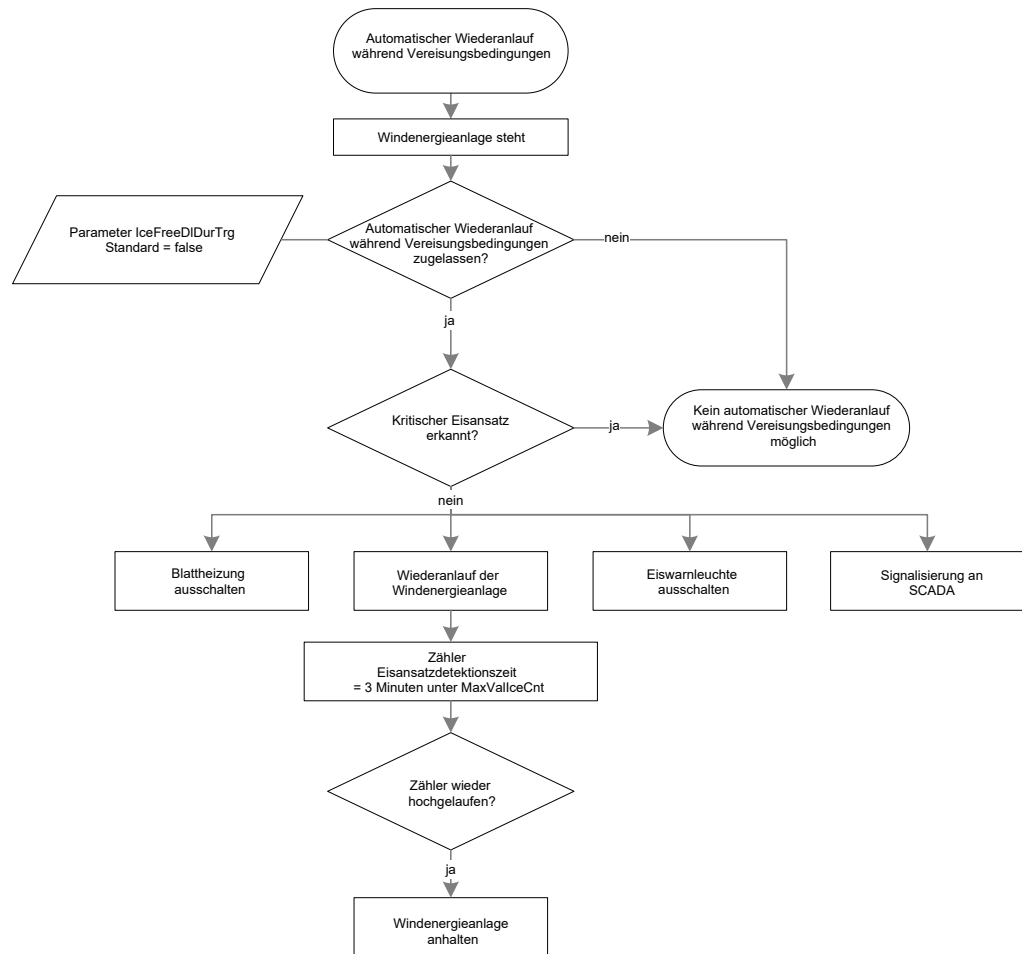 Automatischer Wiederanlauf
während Vereisungsbedingungen
Windenergieanlage steht
Parameter IceFreeDlDurTrg
Standard = false
Automatischer Wiederanlauf
während Vereisungsbedingungen
zugelassen?
nein
ja
Kritischer Eisansatz
erkannt?
ja
Kein automatischer Wiederanlauf
während Vereisungsbedingungen
möglich
nein
Blattheizung
ausschalten
Wiederanlauf der
Windenergieanlage
Eiswarnleuchte
ausschalten
Signalisierung an
SCADA
Zähler
Eisansatzdetektionszeit
= 3 Minuten unter MaxValIceCnt
Zähler wieder
hochgelaufen?
ja
Windenergieanlage
anhalten